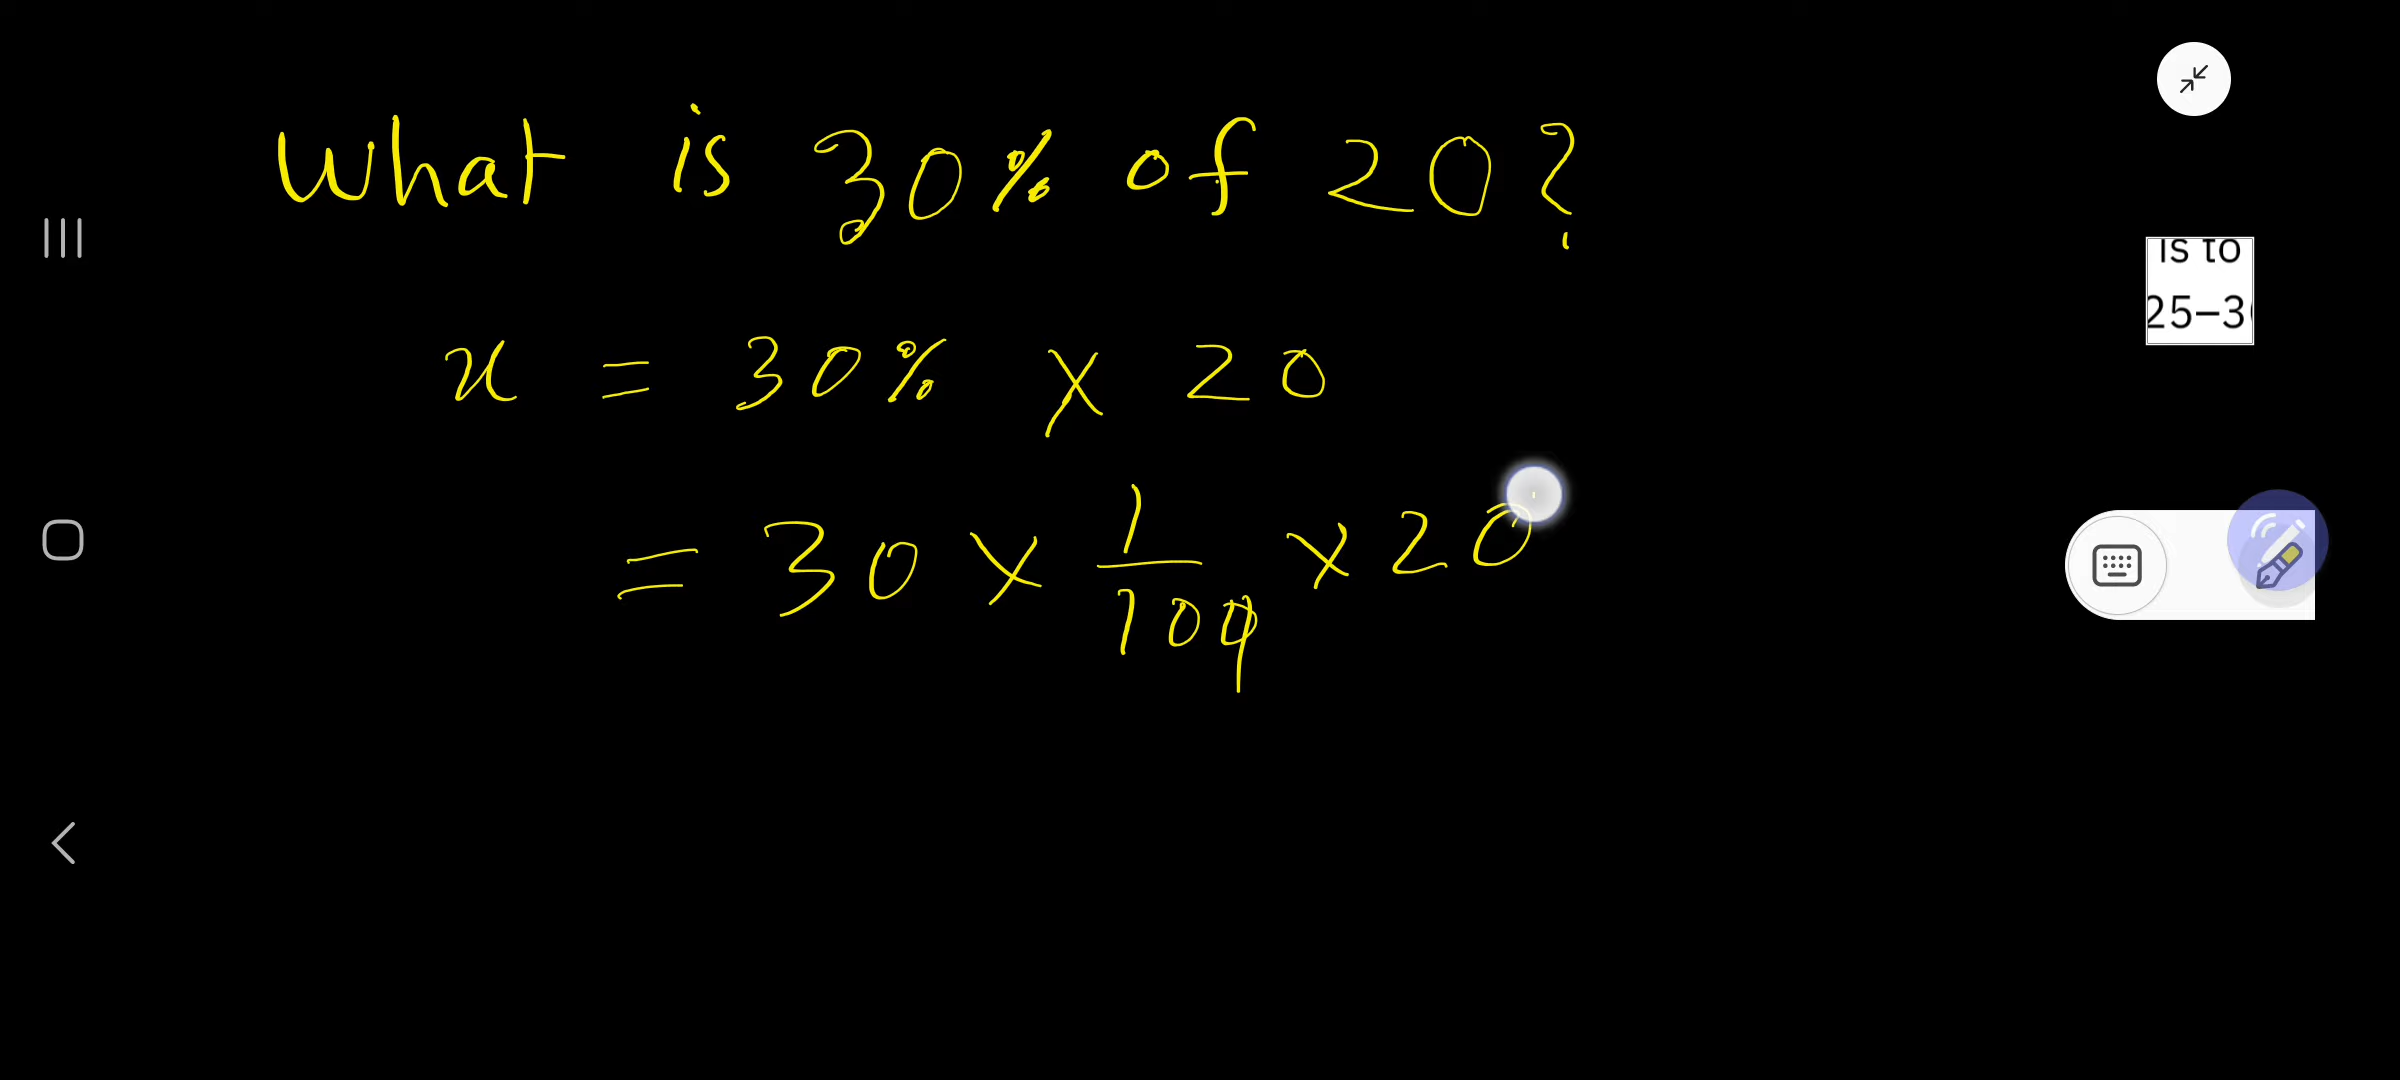 What is 30% of 20?
x = 30% × 20
= 30 × 1/100 × 20
is to
25–3